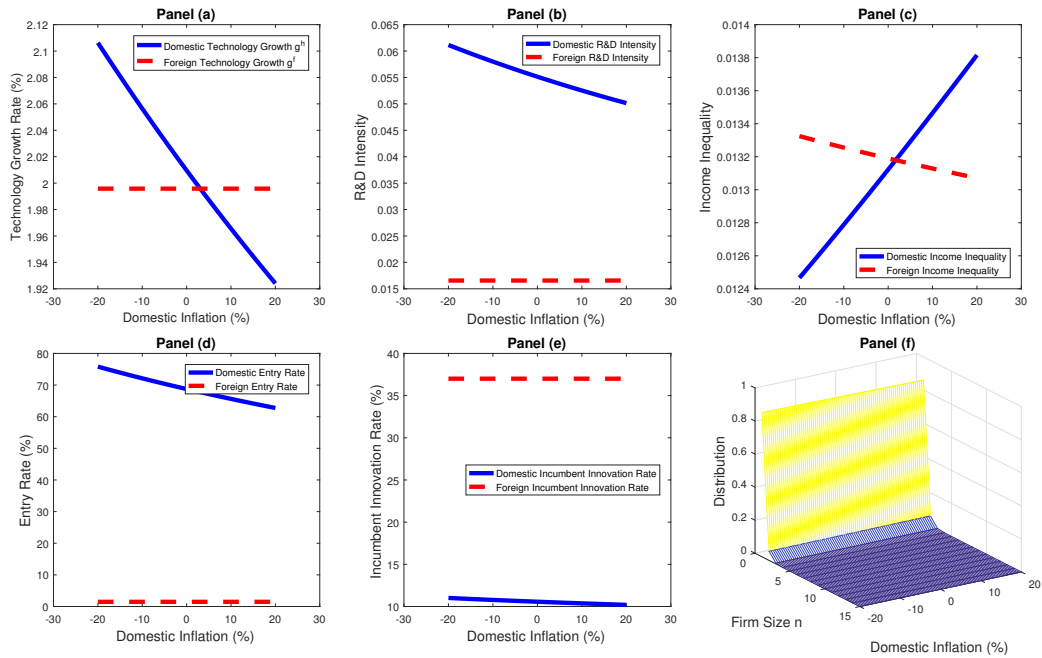 Panel (a)
2.12
2.1
2.08
2.06
2.04
2.02
2
1.98
1.96
1.94
1.92
Technology Growth Rate (%)
Domestic Technology Growth g^h
Foreign Technology Growth g^f
-30 -20 -10 0 10 20 30
Domestic Inflation (%)
Panel (b)
0.065
0.06
0.055
0.05
0.045
0.04
0.035
0.03
0.025
0.02
0.015
R&D Intensity
Domestic R&D Intensity
Foreign R&D Intensity
-30 -20 -10 0 10 20 30
Domestic Inflation (%)
Panel (c)
0.014
0.0138
0.0136
0.0134
0.0132
0.013
0.0128
0.0126
0.0124
Income Inequality
Domestic Income Inequality
Foreign Income Inequality
-30 -20 -10 0 10 20 30
Domestic Inflation (%)
Panel (d)
80
70
60
50
40
30
20
10
0
Entry Rate (%)
Domestic Entry Rate
Foreign Entry Rate
-30 -20 -10 0 10 20 30
Domestic Inflation (%)
Panel (e)
40
35
30
25
20
15
10
Incumbent Innovation Rate (%)
Domestic Incumbent Innovation Rate
Foreign Incumbent Innovation Rate
-30 -20 -10 0 10 20 30
Domestic Inflation (%)
Panel (f)
1
0.8
0.6
0.4
0.2
0
Distribution
0
5
10
15
Firm Size n
-20
-10
0
10
20
Domestic Inflation (%)